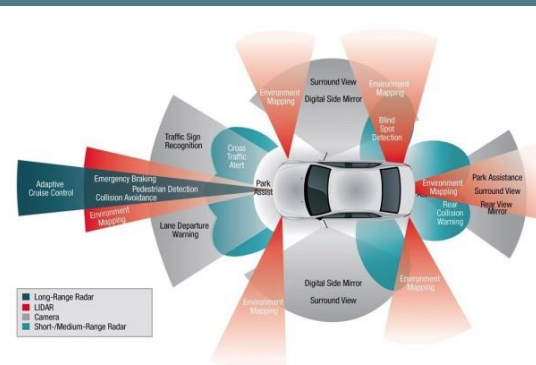 Environment
Mapping
Surround View
Digital Side Mirror
Environment
Mapping
Blind
Spot
Detection
Traffic Sign
Recognition
Cross
Traffic
Alert
Adaptive
Cruise Control
Emergency Braking
Pedestrian Detection
Collision Avoidance
Environment
Mapping
Park
Assist
Lane Departure
Warning
Environment
Mapping
Rear
Collision
Warning
Park Assistance
Surround View
Rear View
Mirror
Environment
Mapping
Digital Side Mirror
Surround View
Environment
Mapping
Long-Range Radar
LIDAR
Camera
Short-/Medium-Range Radar